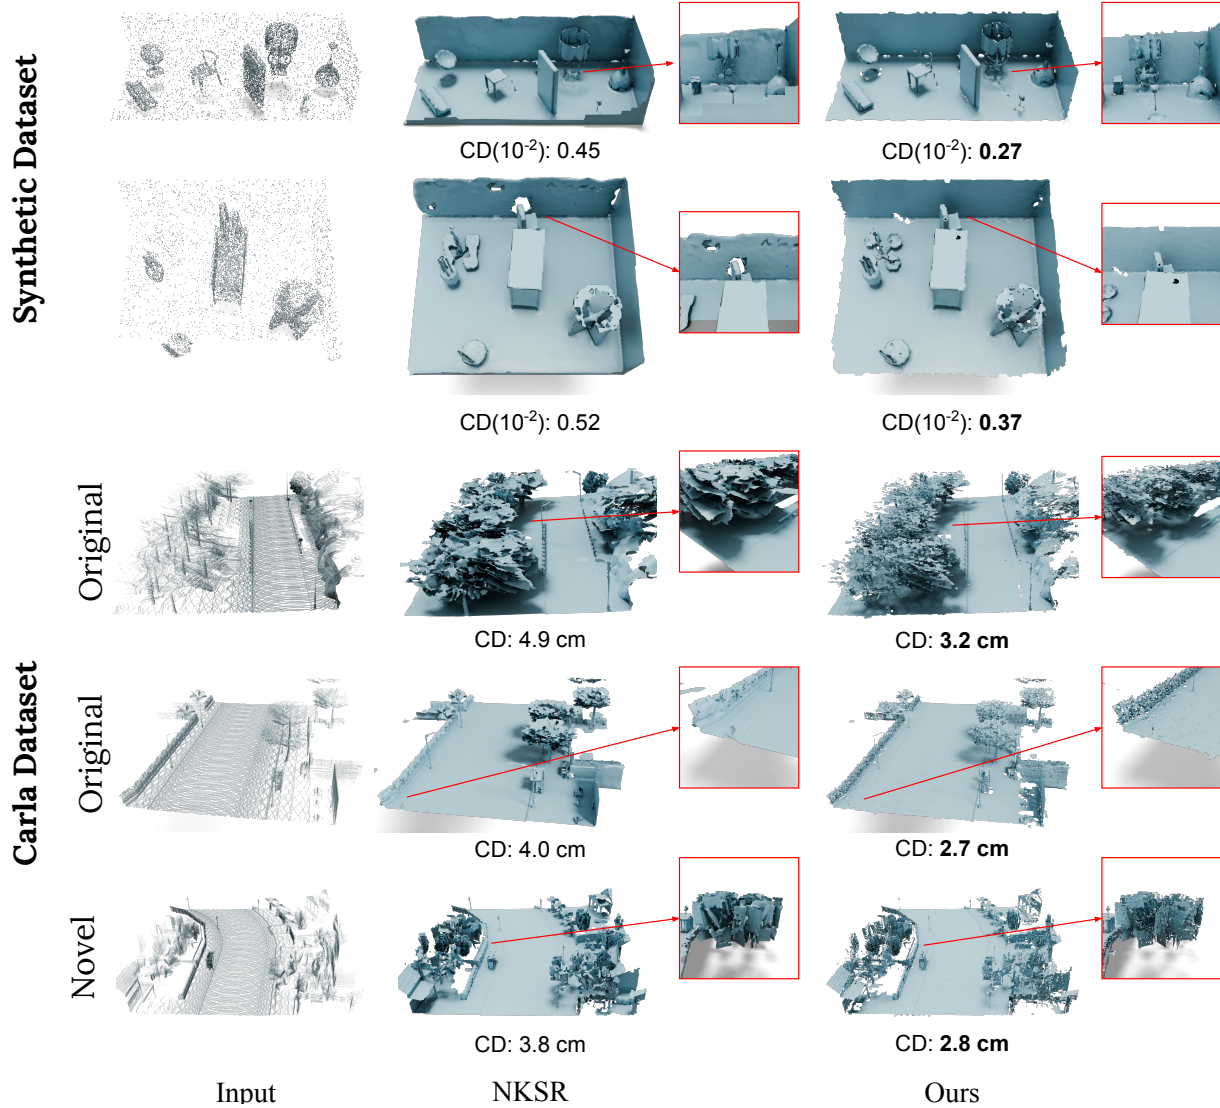 Synthetic Dataset
CD(10⁻²): 0.45
CD(10⁻²): 0.27
CD(10⁻²): 0.52
CD(10⁻²): 0.37
Carla Dataset
Original
CD: 4.9 cm
CD: 3.2 cm
Original
CD: 4.0 cm
CD: 2.7 cm
Novel
CD: 3.8 cm
CD: 2.8 cm
Input
NKSR
Ours